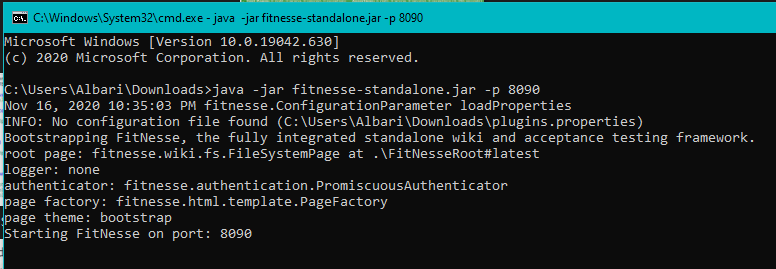 C:\Windows\System32\cmd.exe - java -jar fitnesse-standalone.jar -p 8090
Microsoft Windows [Version 10.0.19042.630]
(c) 2020 Microsoft Corporation. All rights reserved.
C:\Users\Albari\Downloads>java -jar fitnesse-standalone.jar -p 8090
Nov 16, 2020 10:35:03 PM fitnesse.ConfigurationParameter loadProperties
INFO: No configuration file found (C:\Users\Albari\Downloads\plugins.properties)
Bootstrapping FitNesse, the fully integrated standalone wiki and acceptance testing framework.
root page: fitnesse.wiki.fs.FileSystemPage at .\FitNesseRoot#latest
logger: none
authenticator: fitnesse.authentication.PromiscuousAuthenticator
page factory: fitnesse.html.template.PageFactory
page theme: bootstrap
Starting FitNesse on port: 8090